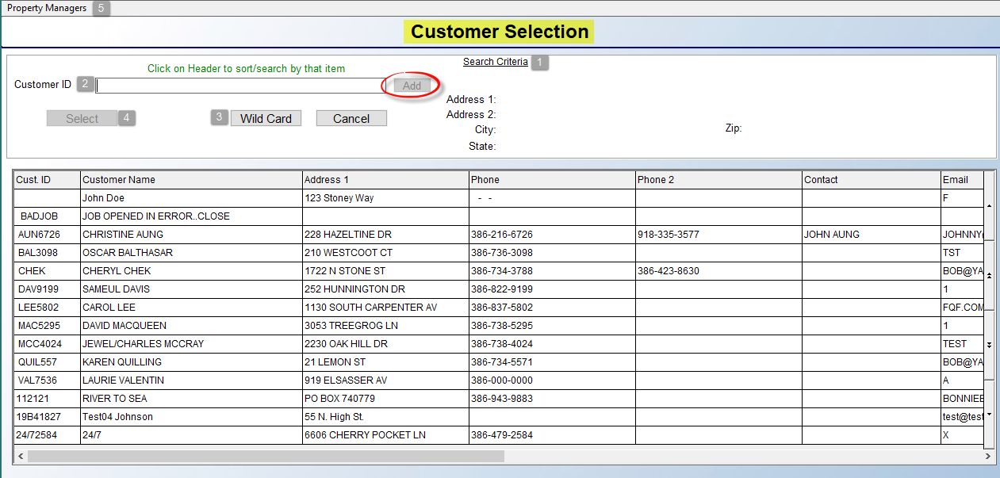 Property Managers 5
Customer Selection
Search Criteria 1
Click on Header to sort/search by that item
Customer ID 2 Add
Address 1:
Address 2:
Select 4 3 Wild Card Cancel
City: Zip:
State:
Cust. ID Customer Name Address 1 Phone Phone 2 Contact Email
John Doe 123 Stoney Way - - F
BADJOB JOB OPENED IN ERROR..CLOSE
AUN6726 CHRISTINE AUNG 228 HAZELTINE DR 386-216-6726 918-335-3577 JOHN AUNG JOHNNY@
BAL3098 OSCAR BALTHASAR 210 WESTCOOT CT 386-736-3098 TST
CHEK CHERYL CHEK 1722 N STONE ST 386-734-3788 386-423-8630 BOB@YA
DAV9199 SAMEUL DAVIS 252 HUNNINGTON DR 386-822-9199 1
LEE5802 CAROL LEE 1130 SOUTH CARPENTER AV 386-837-5802 FQF.COM
MAC5295 DAVID MACQUEEN 3053 TREEGROG LN 386-738-5295 1
MCC4024 JEWEL/CHARLES MCCRAY 2230 OAK HILL DR 386-738-4024 TEST
QUIL557 KAREN QUILLING 21 LEMON ST 386-734-5571 BOB@YA
VAL7536 LAURIE VALENTIN 919 ELSASSER AV 386-000-0000 A
112121 RIVER TO SEA PO BOX 740779 386-943-9883 BONNIEB
19B41827 Test04 Johnson 55 N. High St. test@test
24/72584 24/7 6606 CHERRY POCKET LN 386-479-2584 X